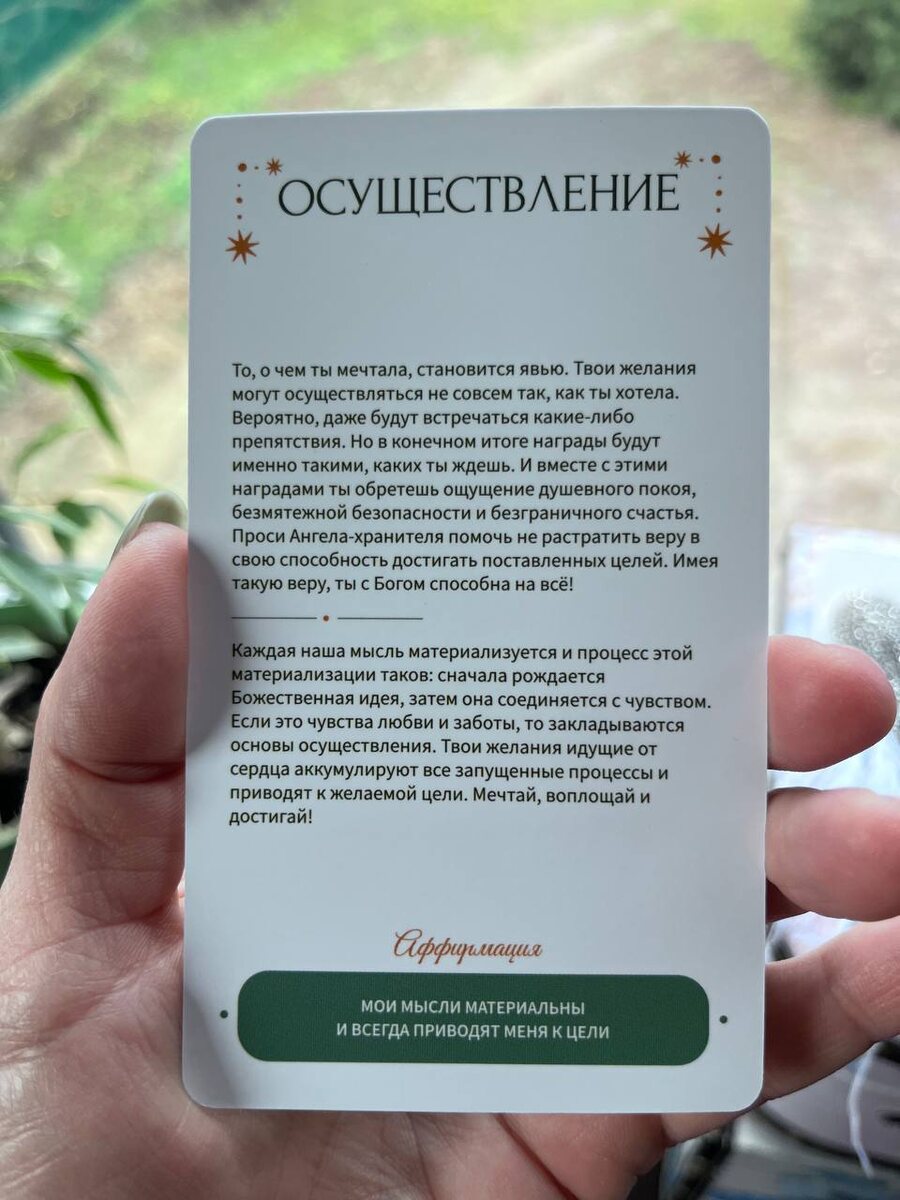 ОСУЩЕСТВЛЕНИЕ
То, о чем ты мечтала, становится явью. Твои желания
могут осуществляться не совсем так, как ты хотела.
Вероятно, даже будут встречаться какие-либо
препятствия. Но в конечном итоге награды будут
именно такими, каких ты ждешь. И вместе с этими
наградами ты обретешь ощущение душевного покоя,
безмятежной безопасности и безграничного счастья.
Проси Ангела-хранителя помочь не растратить веру в
свою способность достигать поставленных целей. Имея
такую веру, ты с Богом способна на всё!
Каждая наша мысль материализуется и процесс этой
материализации таков: сначала рождается
Божественная идея, затем она соединяется с чувством.
Если это чувства любви и заботы, то закладываются
основы осуществления. Твои желания идущие от
сердца аккумулируют все запущенные процессы и
приводят к желаемой цели. Мечтай, воплощай и
достигай!
Аффирмация
МОИ МЫСЛИ МАТЕРИАЛЬНЫ
И ВСЕГДА ПРИВОДЯТ МЕНЯ К ЦЕЛИ